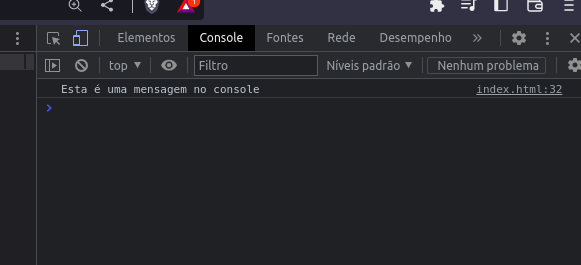 1
Elementos Console Fontes Rede Desempenho »
top ▼ Filtro Níveis padrão ▼ Nenhum problema
Esta é uma mensagem no console index.html:32
>